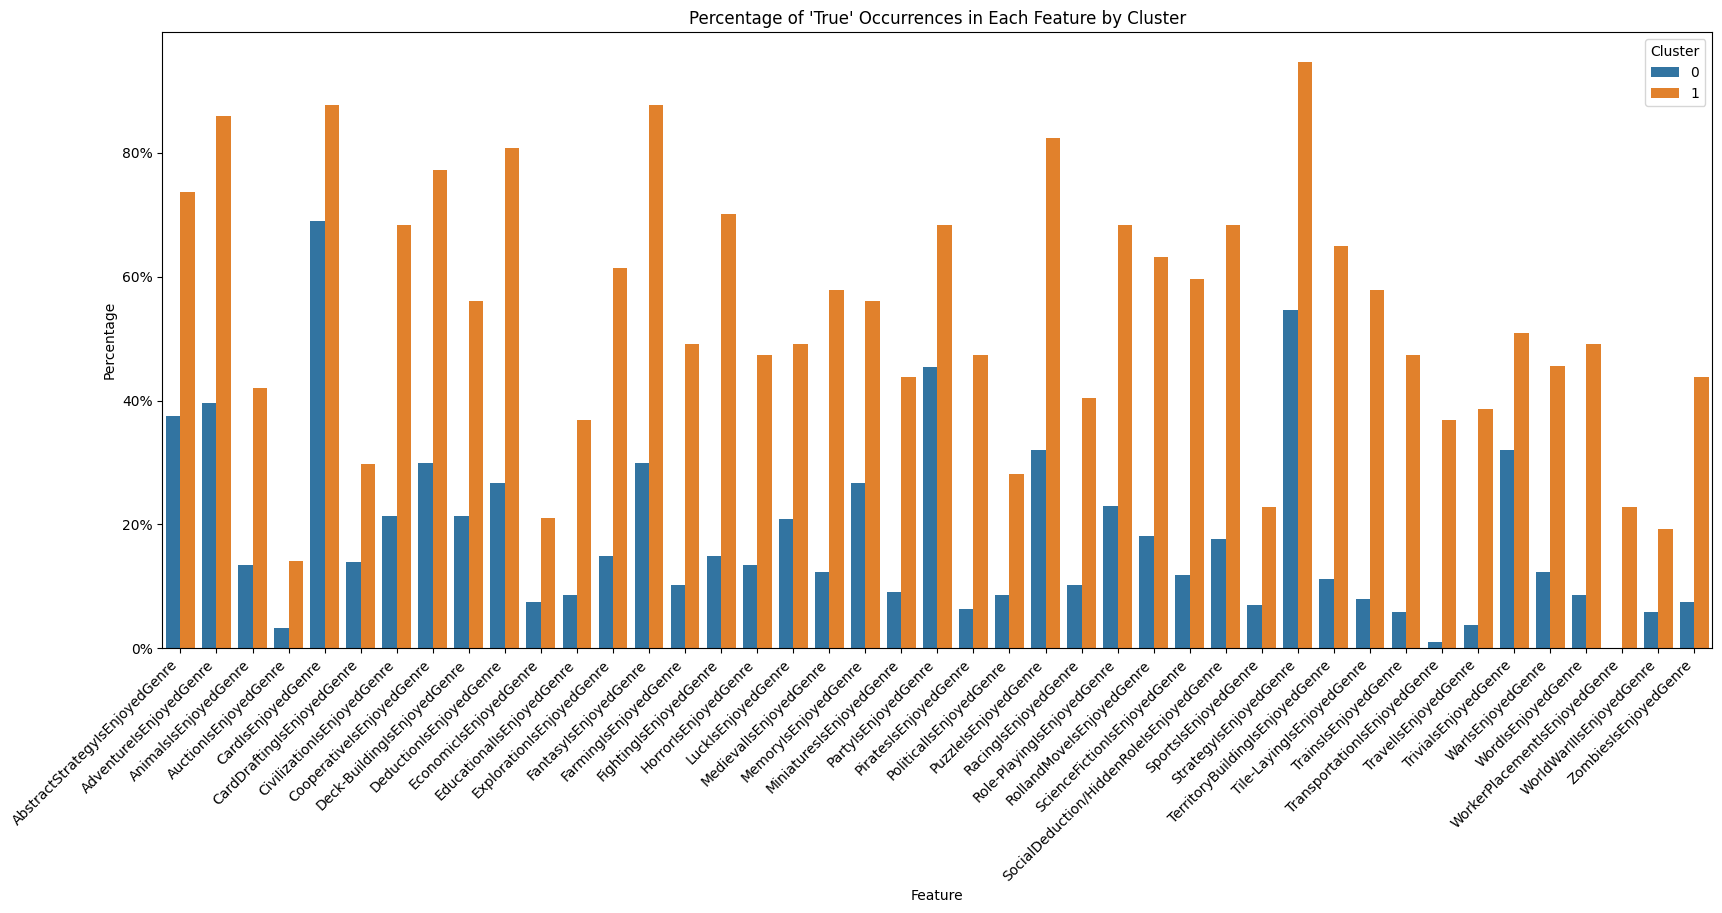 Percentage of 'True' Occurrences in Each Feature by Cluster
Cluster
0
1
80%
60%
40%
20%
0%
Percentage
AbstractStrategyIsEnjoyedGenre
AdventureIsEnjoyedGenre
AnimalsIsEnjoyedGenre
AuctionIsEnjoyedGenre
CardIsEnjoyedGenre
CardDraftingIsEnjoyedGenre
CivilizationIsEnjoyedGenre
CooperativeIsEnjoyedGenre
Deck-BuildingIsEnjoyedGenre
DeductionIsEnjoyedGenre
EconomicIsEnjoyedGenre
EducationalIsEnjoyedGenre
ExplorationIsEnjoyedGenre
FantasyIsEnjoyedGenre
FarmingIsEnjoyedGenre
FightingIsEnjoyedGenre
HorrorIsEnjoyedGenre
LuckIsEnjoyedGenre
MedievalIsEnjoyedGenre
MemoryIsEnjoyedGenre
MiniaturesIsEnjoyedGenre
PartyIsEnjoyedGenre
PiratesIsEnjoyedGenre
PoliticalIsEnjoyedGenre
PuzzleIsEnjoyedGenre
RacingIsEnjoyedGenre
Role-PlayingIsEnjoyedGenre
RollandMoveIsEnjoyedGenre
ScienceFictionIsEnjoyedGenre
SocialDeduction/HiddenRoleIsEnjoyedGenre
SportsIsEnjoyedGenre
StrategyIsEnjoyedGenre
TerritoryBuildingIsEnjoyedGenre
Tile-LayingIsEnjoyedGenre
TrainsIsEnjoyedGenre
TransportationIsEnjoyedGenre
TravelIsEnjoyedGenre
TriviaIsEnjoyedGenre
WarIsEnjoyedGenre
WordIsEnjoyedGenre
WorkerPlacementIsEnjoyedGenre
WorldWarIIIsEnjoyedGenre
ZombiesIsEnjoyedGenre
Feature